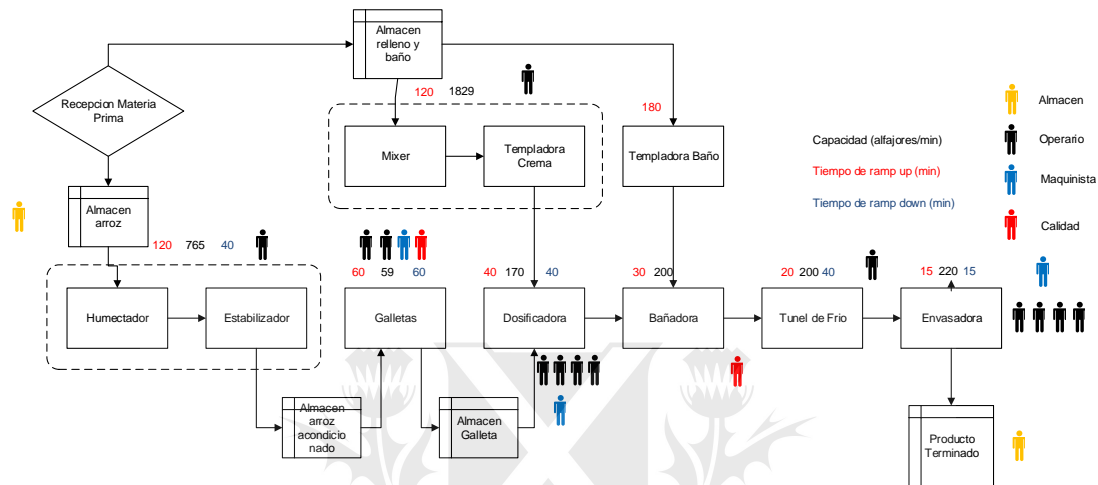 Almacen
relleno y
baño
Recepcion Materia
Prima
120 1829
180
Almacen
Capacidad (alfajores/min)
Operario
Mixer
Templadora
Crema
Templadora Baño
Tiempo de ramp up (min)
Maquinista
Tiempo de ramp down (min)
Calidad
Almacen
arroz
120 765 40
60 59 60
40 170 40
30 200
20 200 40
15 220 15
Humectador
Estabilizador
Galletas
Dosificadora
Bañadora
Tunel de Frio
Envasadora
Almacen
arroz
acondicio
nado
Almacen
Galleta
Producto
Terminado